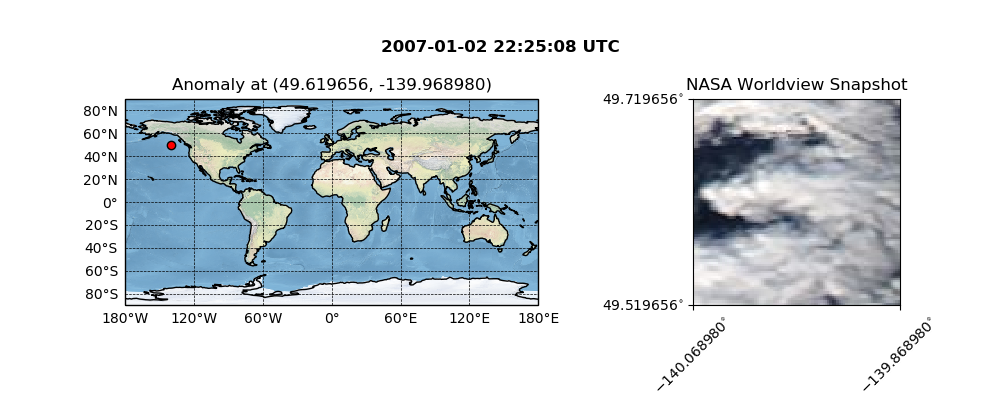 2007-01-02 22:25:08 UTC
Anomaly at (49.619656, -139.968980)
80°N
60°N
40°N
20°N
0°
20°S
40°S
60°S
80°S
180°W 120°W 60°W 0° 60°E 120°E 180°E
NASA Worldview Snapshot
49.719656°
49.519656°
−140.068980°
−139.868980°